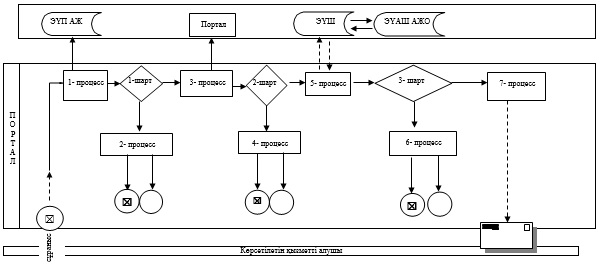 ЭҮП АЖ
Портал
ЭҮШ
ЭҮАШ АЖО
1- процесс
1-шарт
3- процесс
2-шарт
5- процесс
3- шарт
7- процесс
ПОРТАЛ
2- процесс
4- процесс
6- процесс
сұраныс
Көрсетілетін қызметті алушы